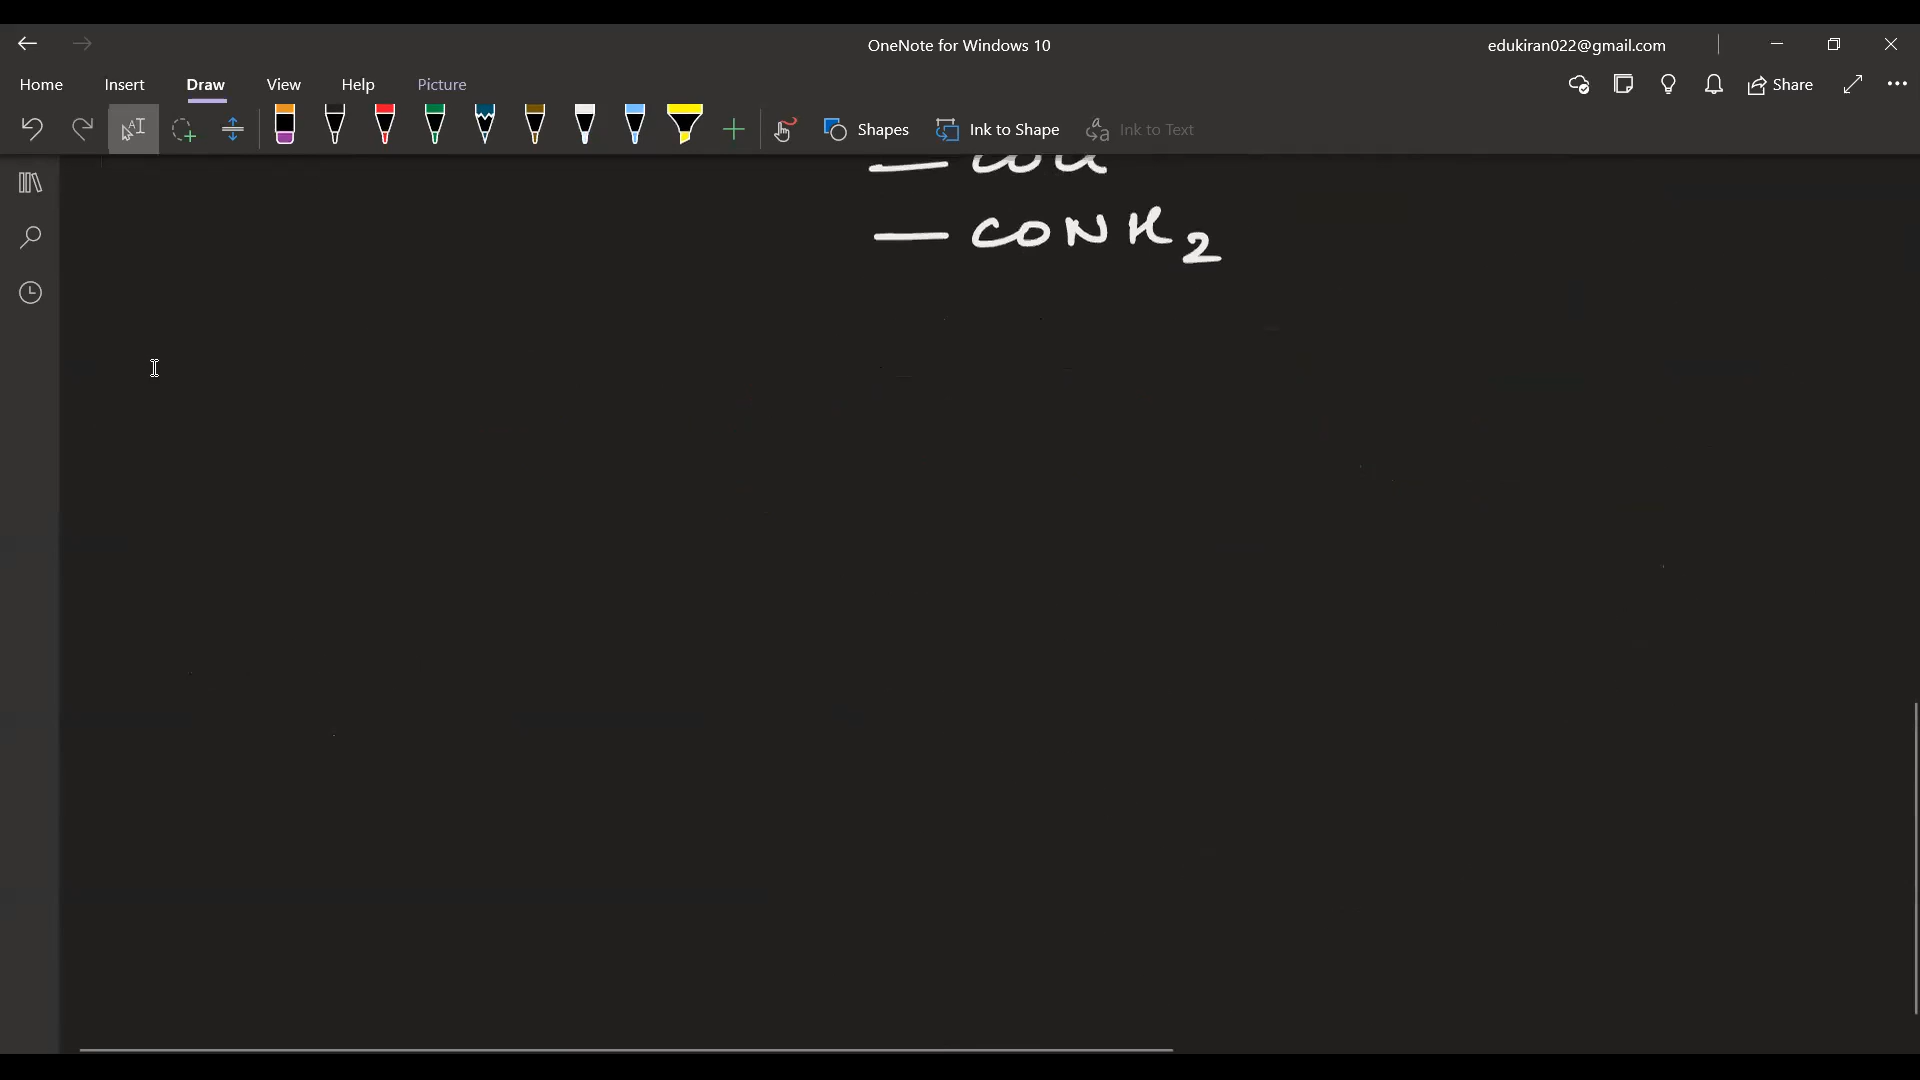 OneNote for Windows 10
edukiran022@gmail.com
Home Insert Draw View Help Picture
Share
Shapes Ink to Shape Ink to Text
— CONH2